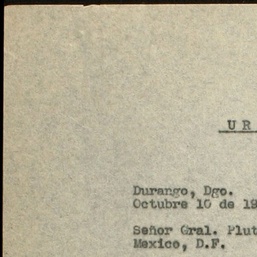 U R
Durango, Dgo.
Octubre 10 de 19
Señor Gral. Plut
Mexico, D.F.